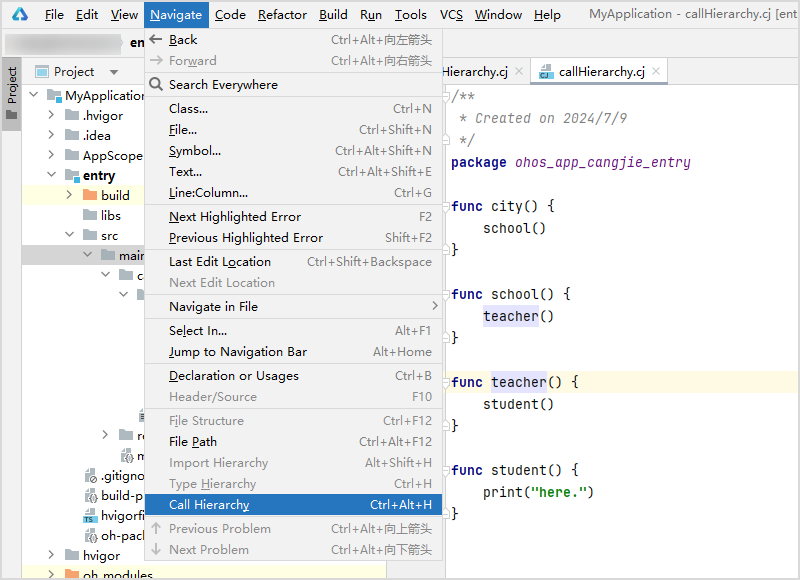 File Edit View Navigate Code Refactor Build Run Tools VCS Window Help MyApplication - callHierarchy.cj [ent
en
Project
Project
MyApplication
.hvigor
.idea
AppScope
entry
build
libs
src
main
.gitigno
build-p
hvigorfi
oh-pack
hvigor
oh_modules
Back Ctrl+Alt+向左箭头
Forward Ctrl+Alt+向右箭头
Search Everywhere
Class... Ctrl+N
File... Ctrl+Shift+N
Symbol... Ctrl+Alt+Shift+N
Text... Ctrl+Alt+Shift+E
Line:Column... Ctrl+G
Next Highlighted Error F2
Previous Highlighted Error Shift+F2
Last Edit Location Ctrl+Shift+Backspace
Next Edit Location
Navigate in File
Select In... Alt+F1
Jump to Navigation Bar Alt+Home
Declaration or Usages Ctrl+B
Header/Source F10
File Structure Ctrl+F12
File Path Ctrl+Alt+F12
Import Hierarchy Alt+Shift+H
Type Hierarchy Ctrl+H
Call Hierarchy Ctrl+Alt+H
Previous Problem Ctrl+Alt+向上箭头
Next Problem Ctrl+Alt+向下箭头
Hierarchy.cj callHierarchy.cj
/**
* Created on 2024/7/9
*/
package ohos_app_cangjie_entry
func city() {
school()
}
func school() {
teacher()
}
func teacher() {
student()
}
func student() {
print("here.")
}